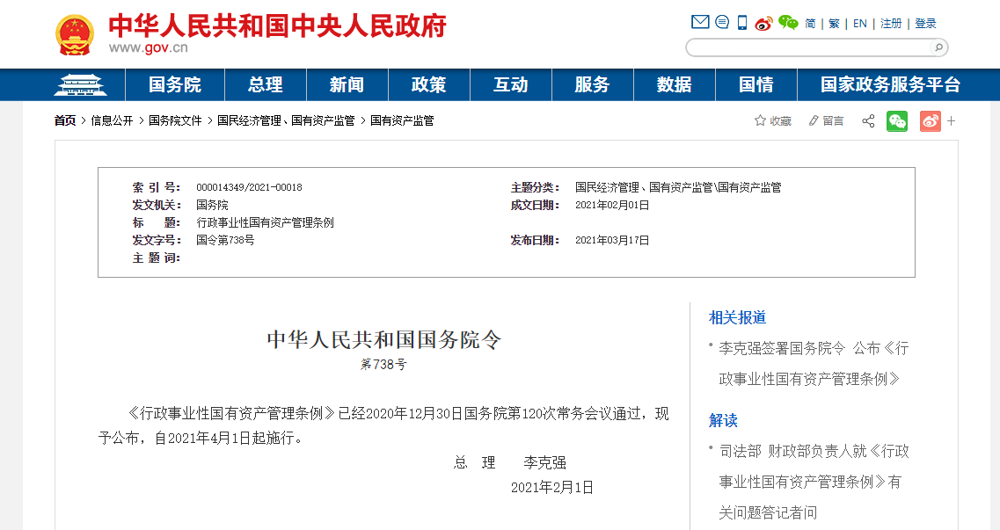 中华人民共和国中央人民政府
www.gov.cn
简 | 繁 | EN | 注册 | 登录
国务院 总理 新闻 政策 互动 服务 数据 国情 国家政务服务平台
首页 > 信息公开 > 国务院文件 > 国民经济管理、国有资产监管 > 国有资产监管
收藏 留言 +
索 引 号： 000014349/2021-00018 主题分类： 国民经济管理、国有资产监管\国有资产监管
发文机关： 国务院 成文日期： 2021年02月01日
标 题： 行政事业性国有资产管理条例
发文字号： 国令第738号 发布日期： 2021年03月17日
主 题 词：
中华人民共和国国务院令
第738号
《行政事业性国有资产管理条例》已经2020年12月30日国务院第120次常务会议通过，现
予公布，自2021年4月1日起施行。
总 理 李克强
2021年2月1日
相关报道
• 李克强签署国务院令 公布《行
政事业性国有资产管理条例》
解读
• 司法部 财政部负责人就《行政
事业性国有资产管理条例》有
关问题答记者问